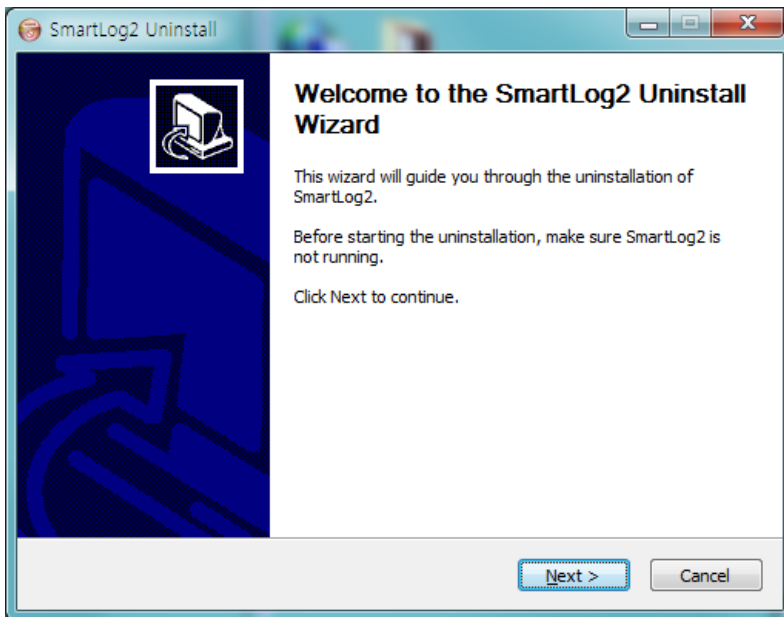 SmartLog2 Uninstall
Welcome to the SmartLog2 Uninstall
Wizard
This wizard will guide you through the uninstallation of
SmartLog2.
Before starting the uninstallation, make sure SmartLog2 is
not running.
Click Next to continue.
Next >
Cancel